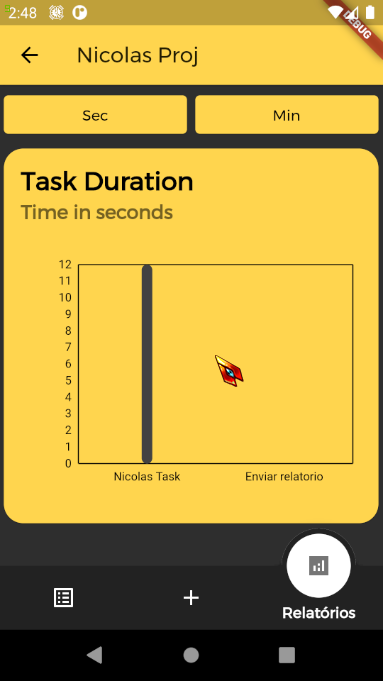 2:48
DEBUG
Nicolas Proj
Sec
Min
Task Duration
Time in seconds
12
11
10
9
8
7
6
5
4
3
2
1
0
Nicolas Task
Enviar relatorio
Relatórios